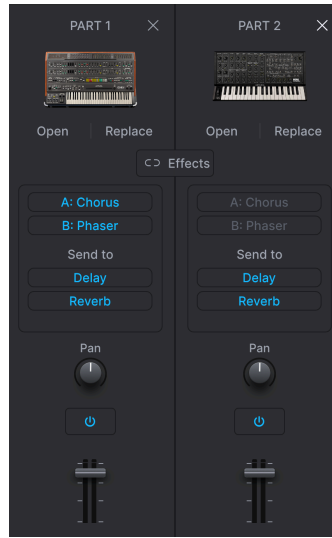 PART 1
PART 2
Open
Replace
Open
Replace
Effects
A: Chorus
B: Phaser
Send to
Delay
Reverb
Pan
A: Chorus
B: Phaser
Send to
Delay
Reverb
Pan